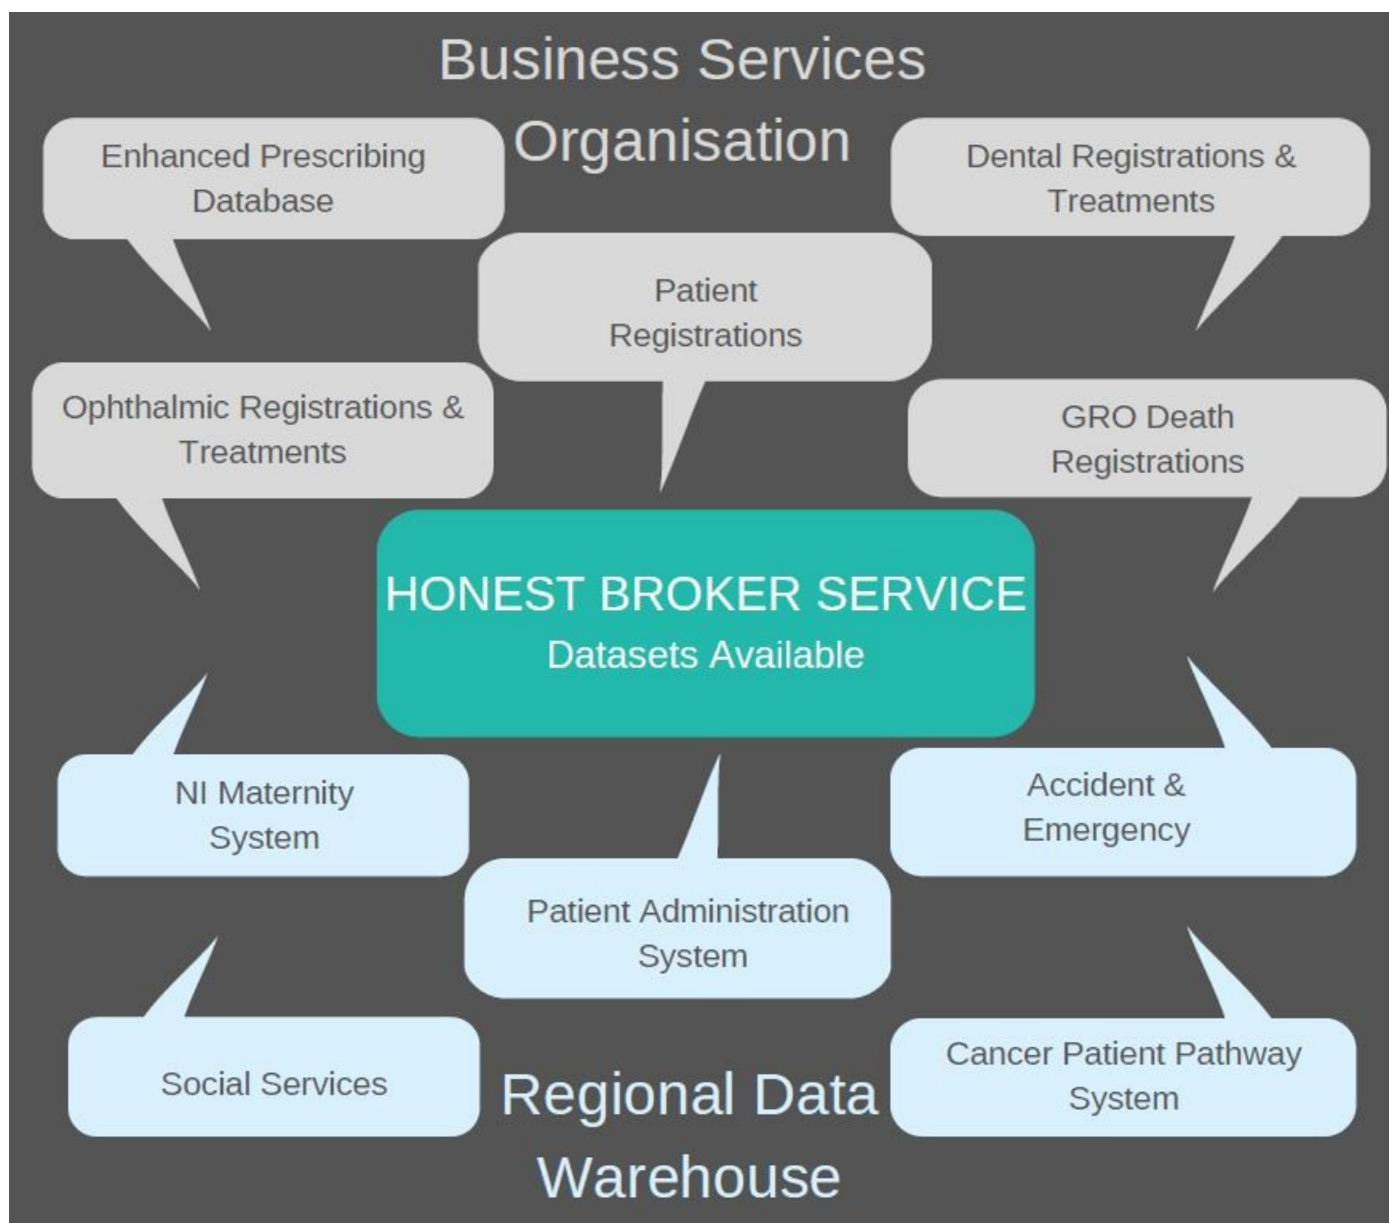 Business Services
Organisation
Enhanced Prescribing
Database
Dental Registrations &
Treatments
Patient
Registrations
Ophthalmic Registrations &
Treatments
GRO Death
Registrations
HONEST BROKER SERVICE
Datasets Available
NI Maternity
System
Accident &
Emergency
Patient Administration
System
Social Services
Cancer Patient Pathway
System
Regional Data
Warehouse